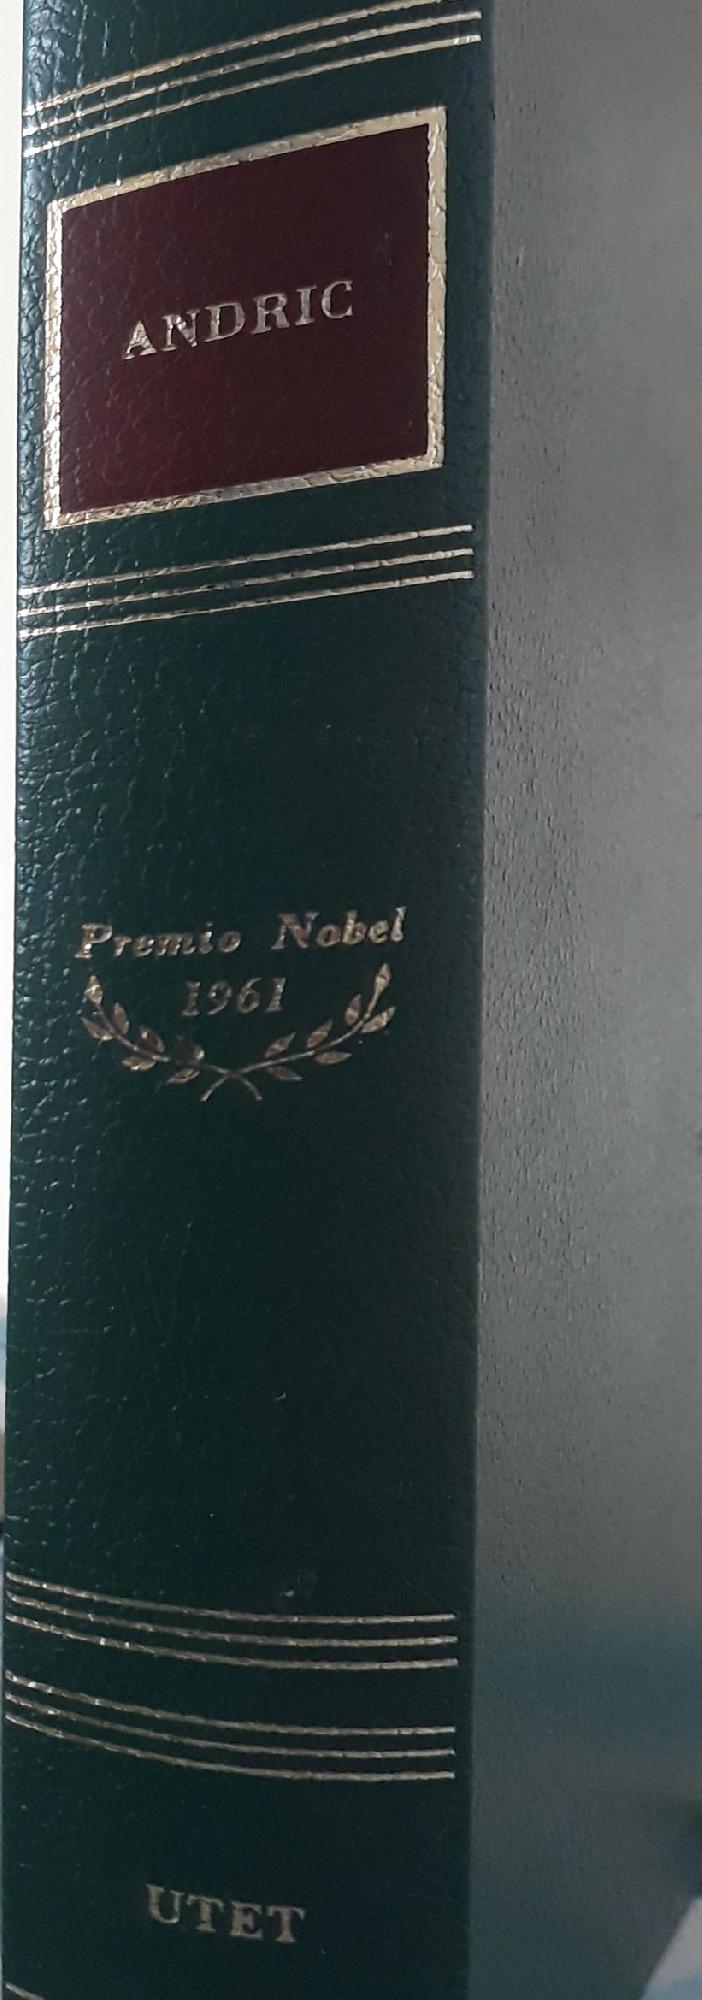 ANDRIC
Premio Nobel
1961
UTET